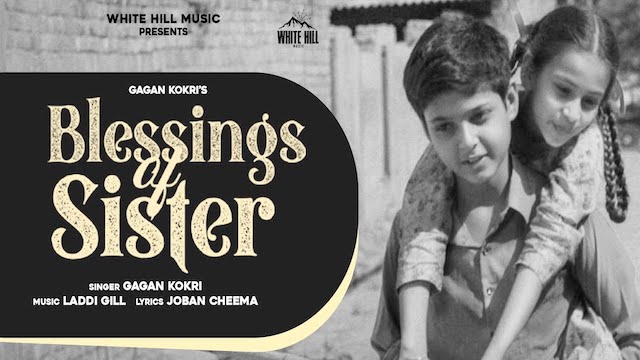 WHITE HILL MUSIC
PRESENTS
WHITE HILL
MUSIC
GAGAN KOKRI'S
Blessings
of
Sister
SINGER GAGAN KOKRI
MUSIC LADDI GILL LYRICS JOBAN CHEEMA